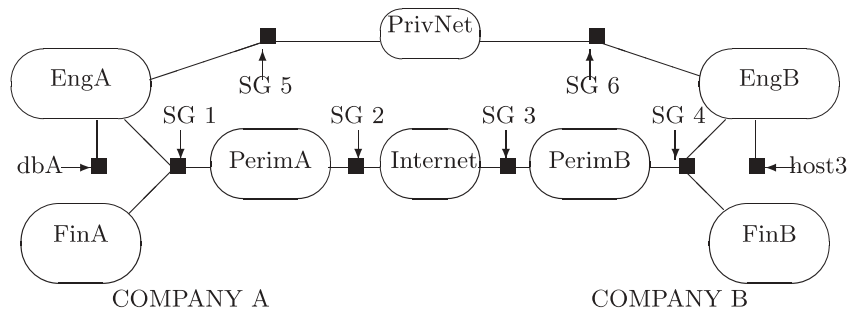 PrivNet
EngA
SG 5
SG 6
EngB
SG 1
SG 2
SG 3
SG 4
dbA
PerimA
Internet
PerimB
host3
FinA
FinB
COMPANY A
COMPANY B